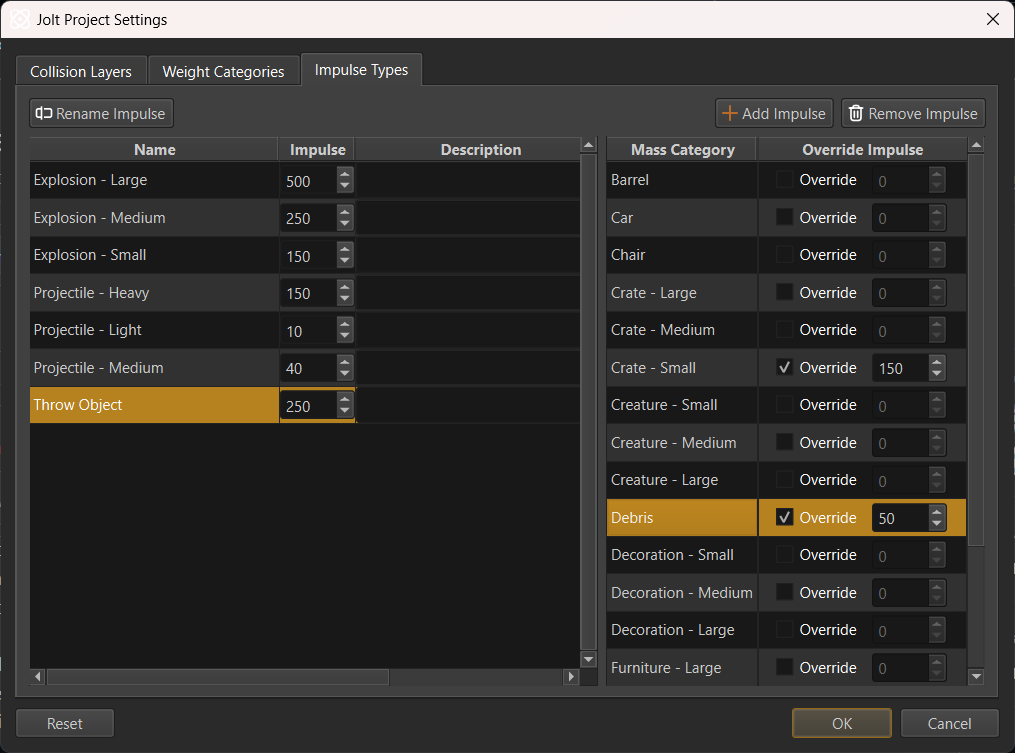 Jolt Project Settings
Collision Layers Weight Categories Impulse Types
Rename Impulse Add Impulse Remove Impulse
Name Impulse Description
Explosion - Large 500
Explosion - Medium 250
Explosion - Small 150
Projectile - Heavy 150
Projectile - Light 10
Projectile - Medium 40
Throw Object 250
Mass Category Override Impulse
Barrel Override 0
Car Override 0
Chair Override 0
Crate - Large Override 0
Crate - Medium Override 0
Crate - Small Override 150
Creature - Small Override 0
Creature - Medium Override 0
Creature - Large Override 0
Debris Override 50
Decoration - Small Override 0
Decoration - Medium Override 0
Decoration - Large Override 0
Furniture - Large Override 0
Reset OK Cancel